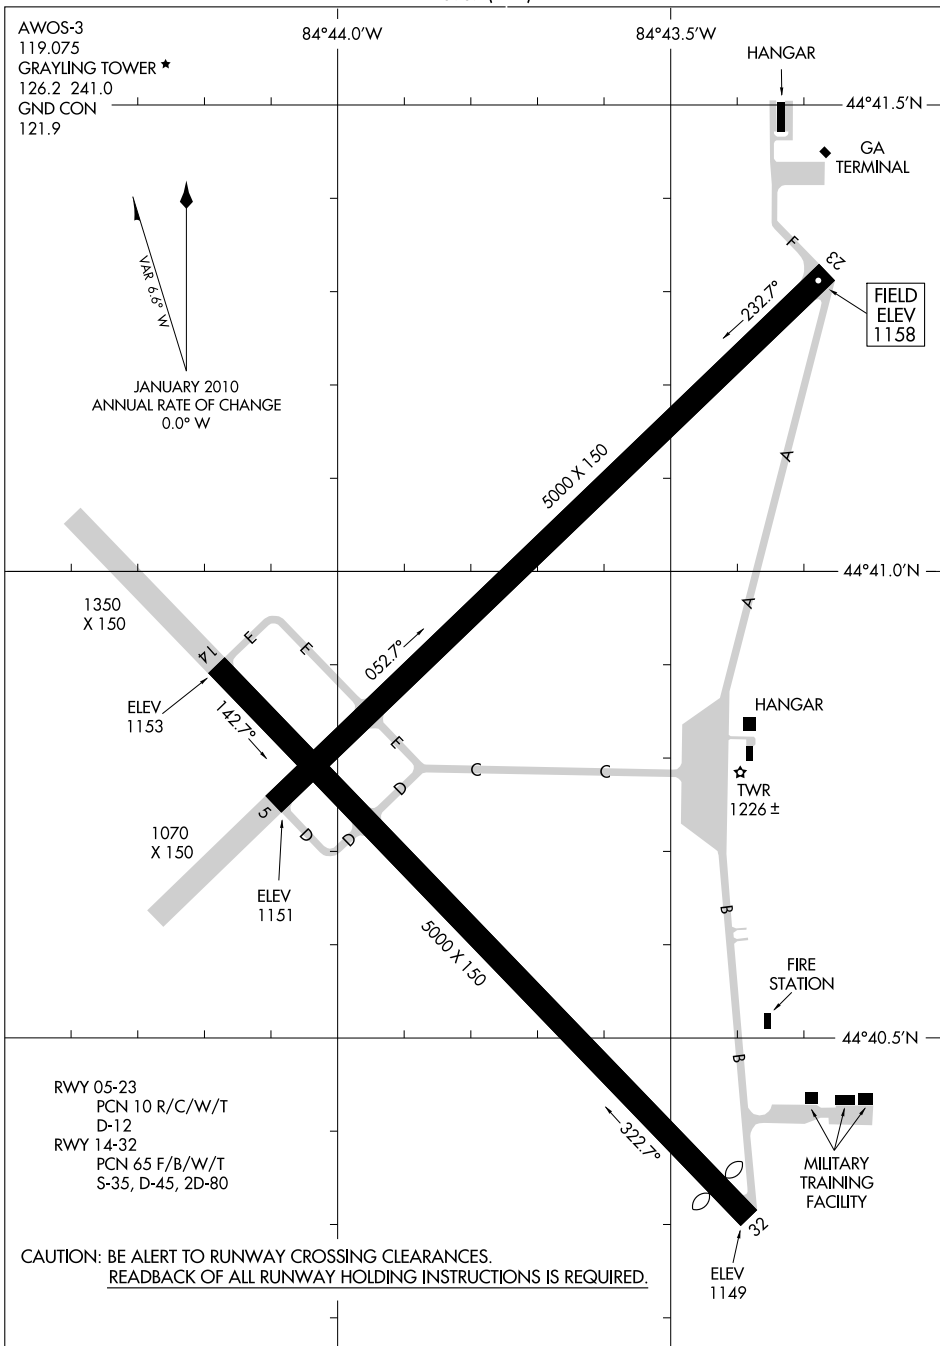 AWOS-3
119.075
GRAYLING TOWER ★
126.2 241.0
GND CON
121.9
84°44.0'W
84°43.5'W
HANGAR
44°41.5'N
GA
TERMINAL
VAR 6.6° W
JANUARY 2010
ANNUAL RATE OF CHANGE
0.0° W
F
23
232.7°
FIELD
ELEV
1158
5000 X 150
A
44°41.0'N
A
1350
X 150
14
E
E
052.7°
ELEV
1153
142.7°
E
HANGAR
C
C
D
TWR
1226 ±
5
D
D
1070
X 150
ELEV
1151
B
5000 X 150
FIRE
STATION
44°40.5'N
B
RWY 05-23
PCN 10 R/C/W/T
D-12
RWY 14-32
PCN 65 F/B/W/T
S-35, D-45, 2D-80
322.7°
MILITARY
TRAINING
FACILITY
32
CAUTION: BE ALERT TO RUNWAY CROSSING CLEARANCES.
READBACK OF ALL RUNWAY HOLDING INSTRUCTIONS IS REQUIRED.
ELEV
1149